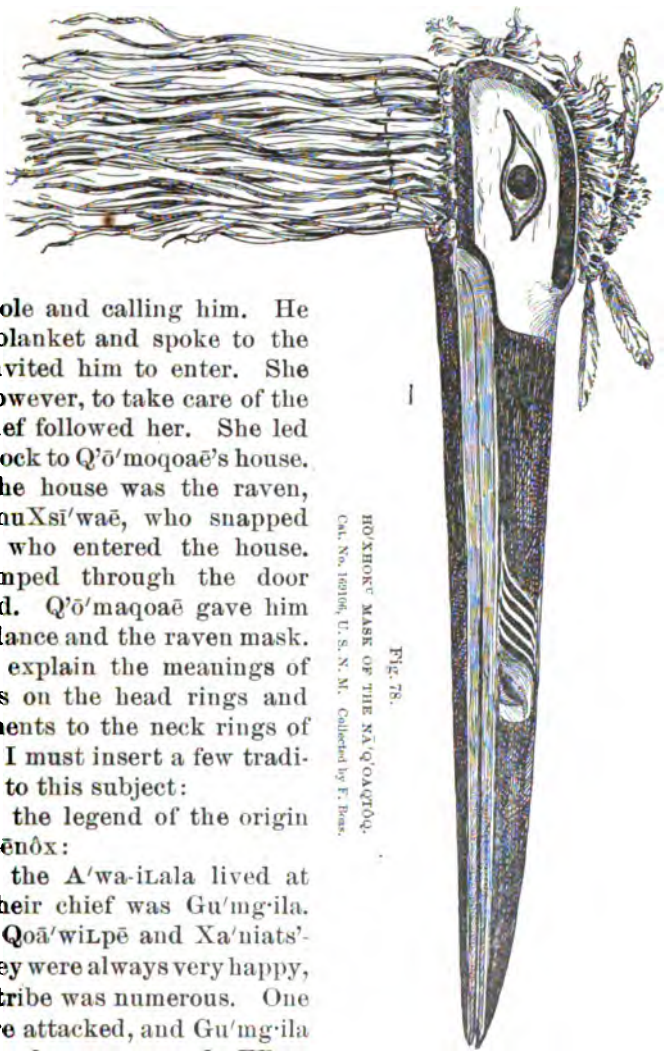 ole and calling him. He
blanket and spoke to the
vited him to enter. She
owever, to take care of the
ief followed her. She led
ock to Q'ō'moqoaē's house.
he house was the raven,
nuXsī'waē, who snapped
who entered the house.
mped through the door
d. Q'ō'maqoaē gave him
lance and the raven mask.
explain the meanings of
s on the head rings and
nents to the neck rings of
I must insert a few tradi-
to this subject:
the legend of the origin
ēnôx:
the A'wa-iLala lived at
heir chief was Gu'mg·ila.
Qoā'wiLpē and Xa'niats'-
ey were always very happy,
tribe was numerous. One
re attacked, and Gu'mg·ila
Fig. 78.
HŌ'XHOKᵁ MASK OF THE NĀ'Q'OAQTÔQ.
Cat. No. 169106, U. S. N. M. Collected by F. Boas.